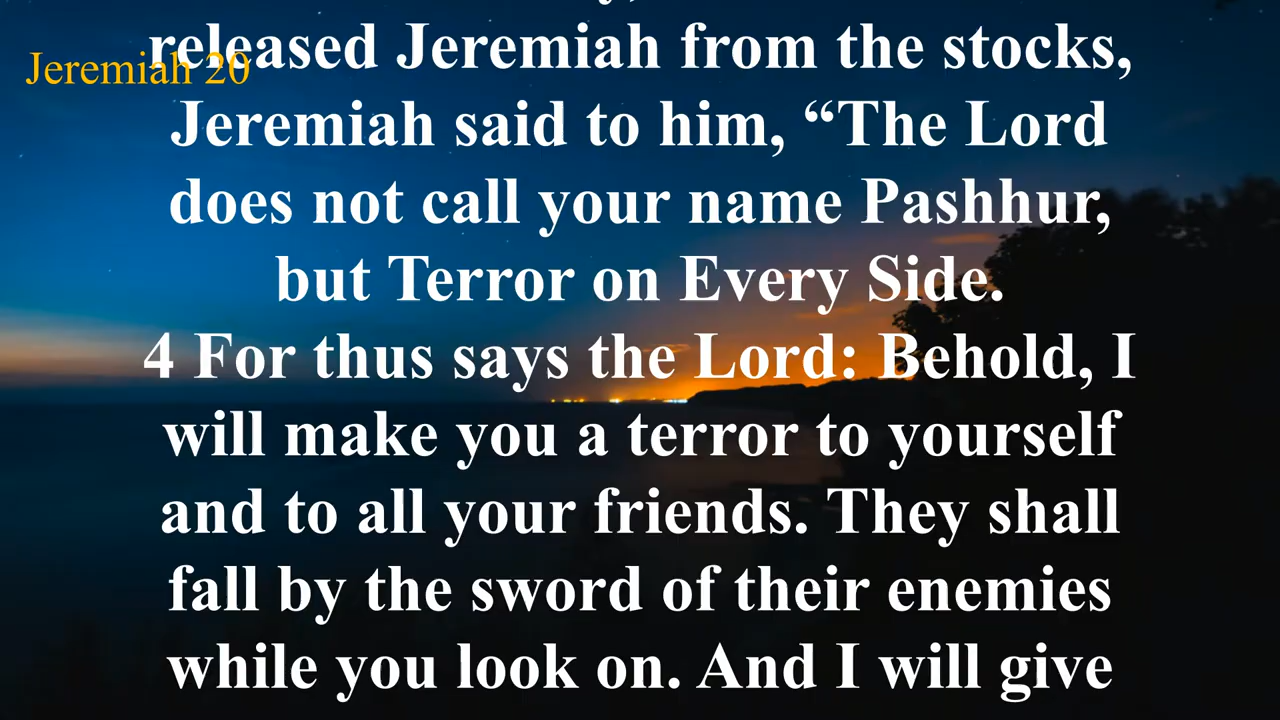 Jeremiah 20
released Jeremiah from the stocks,
Jeremiah said to him, “The Lord
does not call your name Pashhur,
but Terror on Every Side.
4 For thus says the Lord: Behold, I
will make you a terror to yourself
and to all your friends. They shall
fall by the sword of their enemies
while you look on. And I will give